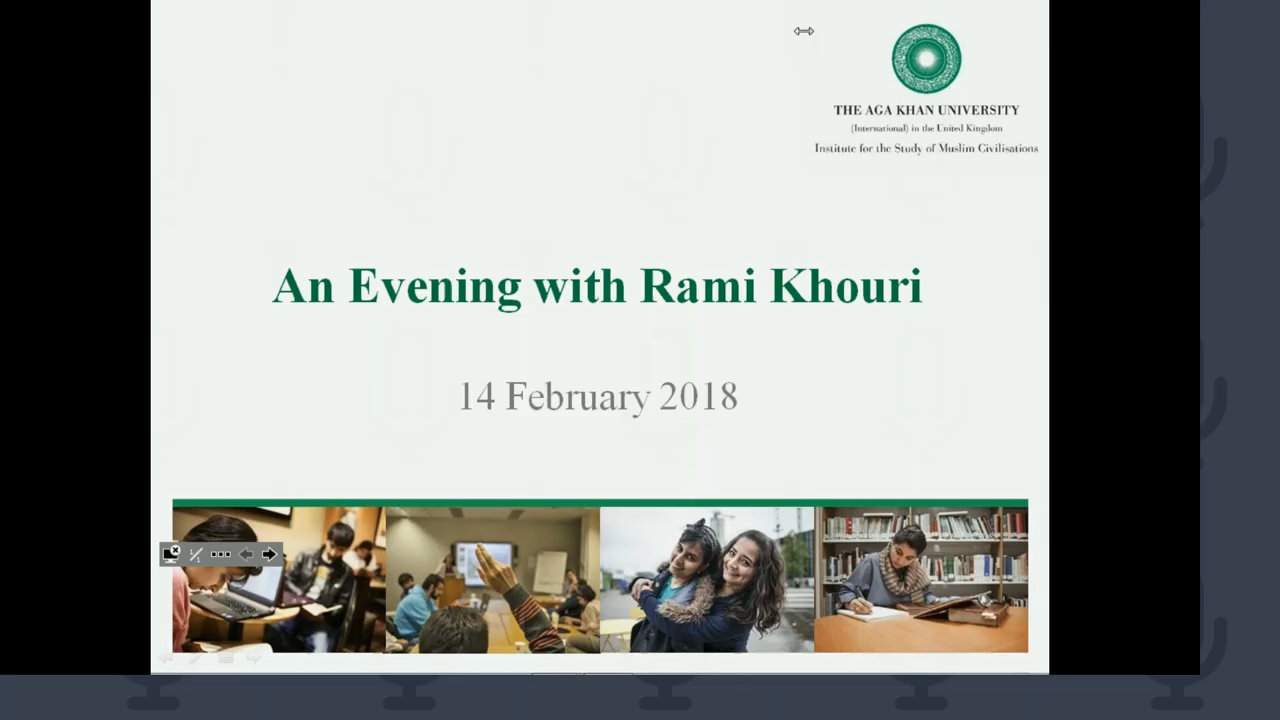 THE AGA KHAN UNIVERSITY
(International) in the United Kingdom
Institute for the Study of Muslim Civilisations
An Evening with Rami Khouri
14 February 2018